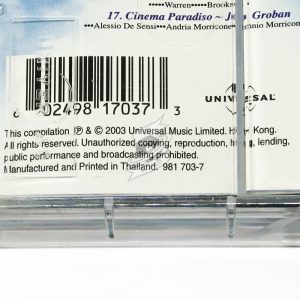 •••Warren•••Brooks•••
17. Cinema Paradiso ~ Josh Groban
•••Alessio De Sensi•••Andria Morricone•••Ennio Morricone
02498 17037 3
UNIVERSAL
This compilation ℗ & © 2003 Universal Music Limited. Hong Kong.
All rights reserved. Unauthorized copying, reproduction, hiring, lending,
public performance and broadcasting prohibited.
Manufactured and Printed in Thailand. 981 703-7